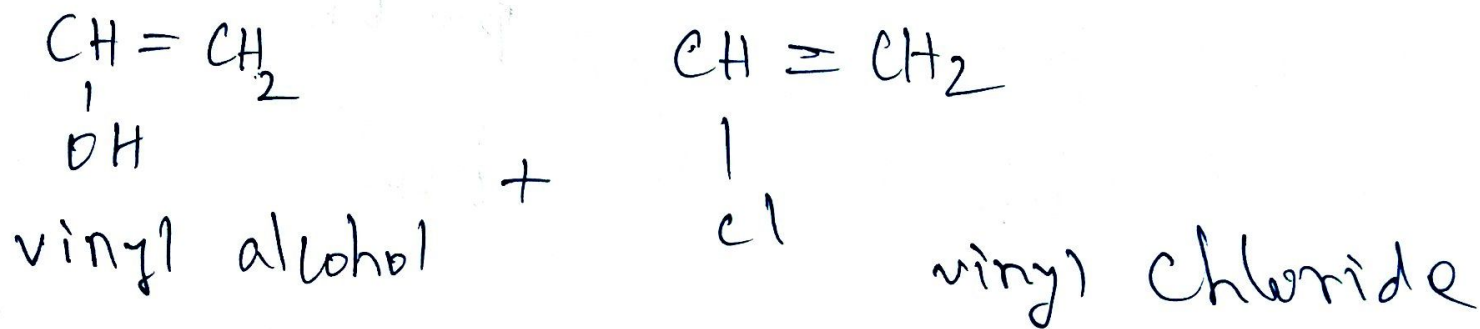 CH = CH2 CH = CH2
| |
OH + Cl
vinyl alcohol vinyl chloride